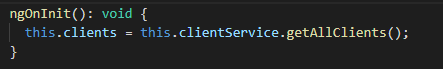 ngOnInit(): void {
  this.clients = this.clientService.getAllClients();
}